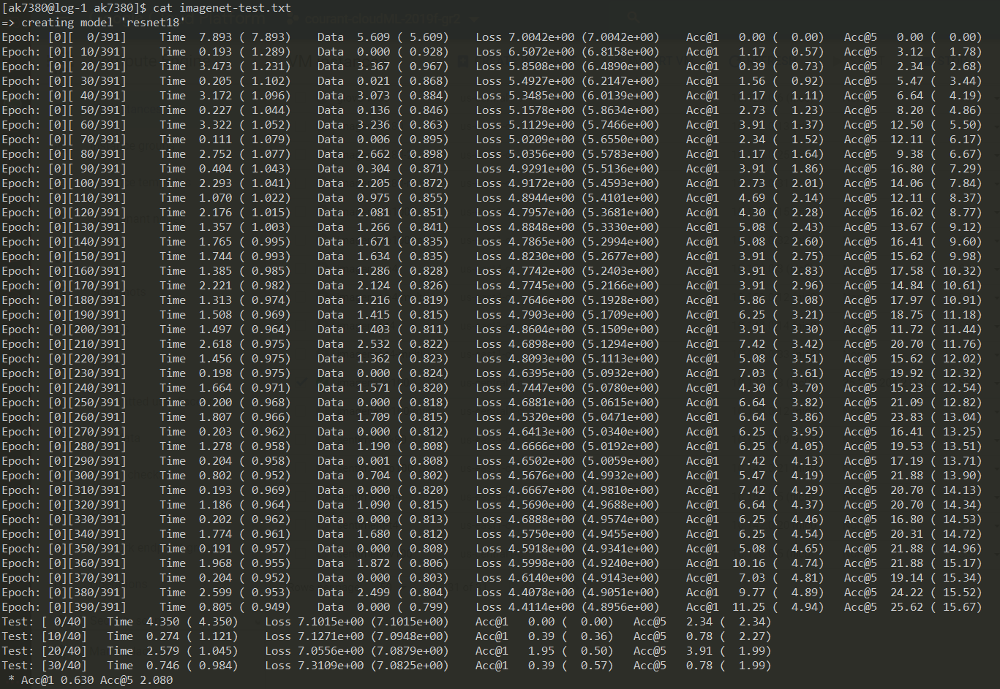 [ak7380@log-1 ak7380]$ cat imagenet-test.txt
=> creating model 'resnet18'
Epoch: [0][  0/391]     Time  7.893 ( 7.893)    Data  5.609 ( 5.609)    Loss 7.0042e+00 (7.0042e+00)    Acc@1   0.00 (  0.00)   Acc@5   0.00 (  0.00)
Epoch: [0][ 10/391]     Time  0.193 ( 1.289)    Data  0.000 ( 0.928)    Loss 6.5072e+00 (6.8158e+00)    Acc@1   1.17 (  0.57)   Acc@5   3.12 (  1.78)
Epoch: [0][ 20/391]     Time  3.473 ( 1.231)    Data  3.367 ( 0.967)    Loss 5.8508e+00 (6.4890e+00)    Acc@1   0.39 (  0.73)   Acc@5   2.34 (  2.68)
Epoch: [0][ 30/391]     Time  0.205 ( 1.102)    Data  0.021 ( 0.868)    Loss 5.4927e+00 (6.2147e+00)    Acc@1   1.56 (  0.92)   Acc@5   5.47 (  3.44)
Epoch: [0][ 40/391]     Time  3.172 ( 1.096)    Data  3.073 ( 0.884)    Loss 5.3485e+00 (6.0139e+00)    Acc@1   1.17 (  1.11)   Acc@5   6.64 (  4.19)
Epoch: [0][ 50/391]     Time  0.227 ( 1.044)    Data  0.136 ( 0.846)    Loss 5.1578e+00 (5.8634e+00)    Acc@1   2.73 (  1.23)   Acc@5   8.20 (  4.86)
Epoch: [0][ 60/391]     Time  3.322 ( 1.052)    Data  3.236 ( 0.863)    Loss 5.1129e+00 (5.7466e+00)    Acc@1   3.91 (  1.37)   Acc@5  12.50 (  5.50)
Epoch: [0][ 70/391]     Time  0.111 ( 1.079)    Data  0.006 ( 0.895)    Loss 5.0209e+00 (5.6550e+00)    Acc@1   2.34 (  1.52)   Acc@5  12.11 (  6.17)
Epoch: [0][ 80/391]     Time  2.752 ( 1.077)    Data  2.662 ( 0.898)    Loss 5.0356e+00 (5.5783e+00)    Acc@1   1.17 (  1.64)   Acc@5   9.38 (  6.67)
Epoch: [0][ 90/391]     Time  0.404 ( 1.043)    Data  0.304 ( 0.871)    Loss 4.9291e+00 (5.5136e+00)    Acc@1   3.91 (  1.86)   Acc@5  16.80 (  7.29)
Epoch: [0][100/391]     Time  2.293 ( 1.041)    Data  2.205 ( 0.872)    Loss 4.9172e+00 (5.4593e+00)    Acc@1   2.73 (  2.01)   Acc@5  14.06 (  7.84)
Epoch: [0][110/391]     Time  1.070 ( 1.022)    Data  0.975 ( 0.855)    Loss 4.8944e+00 (5.4101e+00)    Acc@1   4.69 (  2.14)   Acc@5  12.11 (  8.37)
Epoch: [0][120/391]     Time  2.176 ( 1.015)    Data  2.081 ( 0.851)    Loss 4.7957e+00 (5.3681e+00)    Acc@1   4.30 (  2.28)   Acc@5  16.02 (  8.77)
Epoch: [0][130/391]     Time  1.357 ( 1.003)    Data  1.266 ( 0.841)    Loss 4.8848e+00 (5.3330e+00)    Acc@1   5.08 (  2.43)   Acc@5  13.67 (  9.12)
Epoch: [0][140/391]     Time  1.765 ( 0.995)    Data  1.671 ( 0.835)    Loss 4.7865e+00 (5.2994e+00)    Acc@1   5.08 (  2.60)   Acc@5  16.41 (  9.60)
Epoch: [0][150/391]     Time  1.744 ( 0.993)    Data  1.634 ( 0.835)    Loss 4.8230e+00 (5.2677e+00)    Acc@1   3.91 (  2.75)   Acc@5  15.62 (  9.98)
Epoch: [0][160/391]     Time  1.385 ( 0.985)    Data  1.286 ( 0.828)    Loss 4.7742e+00 (5.2403e+00)    Acc@1   3.91 (  2.83)   Acc@5  17.58 ( 10.32)
Epoch: [0][170/391]     Time  2.221 ( 0.982)    Data  2.124 ( 0.826)    Loss 4.7745e+00 (5.2166e+00)    Acc@1   3.91 (  2.96)   Acc@5  14.84 ( 10.61)
Epoch: [0][180/391]     Time  1.313 ( 0.974)    Data  1.216 ( 0.819)    Loss 4.7646e+00 (5.1928e+00)    Acc@1   5.86 (  3.08)   Acc@5  17.97 ( 10.91)
Epoch: [0][190/391]     Time  1.508 ( 0.969)    Data  1.415 ( 0.815)    Loss 4.7903e+00 (5.1709e+00)    Acc@1   6.25 (  3.21)   Acc@5  18.75 ( 11.18)
Epoch: [0][200/391]     Time  1.497 ( 0.964)    Data  1.403 ( 0.811)    Loss 4.8604e+00 (5.1509e+00)    Acc@1   3.91 (  3.30)   Acc@5  11.72 ( 11.44)
Epoch: [0][210/391]     Time  2.618 ( 0.975)    Data  2.532 ( 0.822)    Loss 4.6898e+00 (5.1294e+00)    Acc@1   7.42 (  3.42)   Acc@5  20.70 ( 11.76)
Epoch: [0][220/391]     Time  1.456 ( 0.975)    Data  1.362 ( 0.823)    Loss 4.8093e+00 (5.1113e+00)    Acc@1   5.08 (  3.51)   Acc@5  15.62 ( 12.02)
Epoch: [0][230/391]     Time  0.198 ( 0.975)    Data  0.000 ( 0.824)    Loss 4.6395e+00 (5.0932e+00)    Acc@1   7.03 (  3.61)   Acc@5  19.92 ( 12.32)
Epoch: [0][240/391]     Time  1.664 ( 0.971)    Data  1.571 ( 0.820)    Loss 4.7447e+00 (5.0780e+00)    Acc@1   4.30 (  3.70)   Acc@5  15.23 ( 12.54)
Epoch: [0][250/391]     Time  0.200 ( 0.968)    Data  0.000 ( 0.818)    Loss 4.6881e+00 (5.0615e+00)    Acc@1   6.64 (  3.82)   Acc@5  21.09 ( 12.82)
Epoch: [0][260/391]     Time  1.807 ( 0.966)    Data  1.709 ( 0.815)    Loss 4.5320e+00 (5.0471e+00)    Acc@1   6.64 (  3.86)   Acc@5  23.83 ( 13.04)
Epoch: [0][270/391]     Time  0.203 ( 0.962)    Data  0.000 ( 0.812)    Loss 4.6413e+00 (5.0340e+00)    Acc@1   6.25 (  3.95)   Acc@5  16.41 ( 13.25)
Epoch: [0][280/391]     Time  1.278 ( 0.958)    Data  1.190 ( 0.808)    Loss 4.6666e+00 (5.0192e+00)    Acc@1   6.25 (  4.05)   Acc@5  19.53 ( 13.51)
Epoch: [0][290/391]     Time  0.204 ( 0.958)    Data  0.001 ( 0.808)    Loss 4.6502e+00 (5.0059e+00)    Acc@1   7.42 (  4.13)   Acc@5  17.19 ( 13.71)
Epoch: [0][300/391]     Time  0.802 ( 0.952)    Data  0.704 ( 0.802)    Loss 4.5676e+00 (4.9932e+00)    Acc@1   5.47 (  4.19)   Acc@5  21.88 ( 13.90)
Epoch: [0][310/391]     Time  0.193 ( 0.969)    Data  0.000 ( 0.820)    Loss 4.6667e+00 (4.9810e+00)    Acc@1   7.42 (  4.29)   Acc@5  20.70 ( 14.13)
Epoch: [0][320/391]     Time  1.186 ( 0.964)    Data  1.090 ( 0.815)    Loss 4.5690e+00 (4.9688e+00)    Acc@1   6.64 (  4.37)   Acc@5  20.70 ( 14.34)
Epoch: [0][330/391]     Time  0.202 ( 0.962)    Data  0.000 ( 0.813)    Loss 4.6888e+00 (4.9574e+00)    Acc@1   6.25 (  4.46)   Acc@5  16.80 ( 14.53)
Epoch: [0][340/391]     Time  1.774 ( 0.961)    Data  1.680 ( 0.812)    Loss 4.5750e+00 (4.9455e+00)    Acc@1   6.25 (  4.54)   Acc@5  20.31 ( 14.72)
Epoch: [0][350/391]     Time  0.191 ( 0.957)    Data  0.000 ( 0.808)    Loss 4.5918e+00 (4.9341e+00)    Acc@1   5.08 (  4.65)   Acc@5  21.88 ( 14.96)
Epoch: [0][360/391]     Time  1.968 ( 0.955)    Data  1.872 ( 0.806)    Loss 4.5998e+00 (4.9240e+00)    Acc@1  10.16 (  4.74)   Acc@5  21.88 ( 15.17)
Epoch: [0][370/391]     Time  0.204 ( 0.952)    Data  0.000 ( 0.803)    Loss 4.6140e+00 (4.9143e+00)    Acc@1   7.03 (  4.81)   Acc@5  19.14 ( 15.34)
Epoch: [0][380/391]     Time  2.599 ( 0.953)    Data  2.499 ( 0.804)    Loss 4.4078e+00 (4.9051e+00)    Acc@1   9.77 (  4.89)   Acc@5  24.22 ( 15.52)
Epoch: [0][390/391]     Time  0.805 ( 0.949)    Data  0.000 ( 0.799)    Loss 4.4114e+00 (4.8956e+00)    Acc@1  11.25 (  4.94)   Acc@5  25.62 ( 15.67)
Test: [ 0/40]   Time  4.350 ( 4.350)    Loss 7.1015e+00 (7.1015e+00)    Acc@1   0.00 (  0.00)   Acc@5   2.34 (  2.34)
Test: [10/40]   Time  0.274 ( 1.121)    Loss 7.1271e+00 (7.0948e+00)    Acc@1   0.39 (  0.36)   Acc@5   0.78 (  2.27)
Test: [20/40]   Time  2.579 ( 1.045)    Loss 7.0556e+00 (7.0879e+00)    Acc@1   1.95 (  0.50)   Acc@5   3.91 (  1.99)
Test: [30/40]   Time  0.746 ( 0.984)    Loss 7.3109e+00 (7.0825e+00)    Acc@1   0.39 (  0.57)   Acc@5   0.78 (  1.99)
 * Acc@1 0.630 Acc@5 2.080